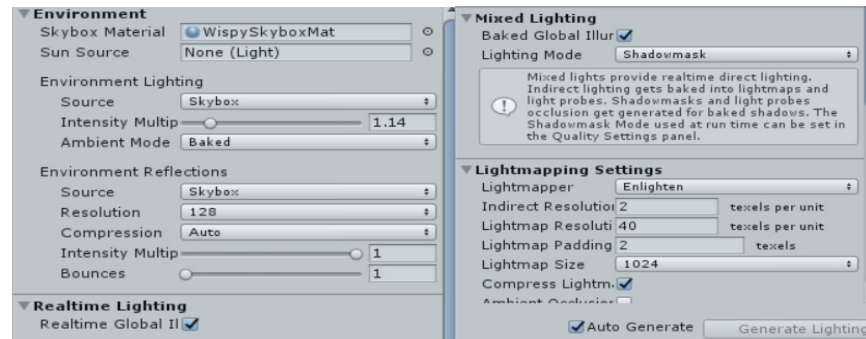 Environment
Skybox Material WispySkyboxMat
Sun Source None (Light)
Environment Lighting
Source Skybox
Intensity Multip 1.14
Ambient Mode Baked
Environment Reflections
Source Skybox
Resolution 128
Compression Auto
Intensity Multip 1
Bounces 1
Realtime Lighting
Realtime Global Il
Mixed Lighting
Baked Global Illur
Lighting Mode Shadowmask
Mixed lights provide realtime direct lighting.
Indirect lighting gets baked into lightmaps and
light probes. Shadowmasks and light probes
occlusion get generated for baked shadows. The
Shadowmask Mode used at run time can be set in
the Quality Settings panel.
Lightmapping Settings
Lightmapper Enlighten
Indirect Resolution 2 texels per unit
Lightmap Resoluti 40 texels per unit
Lightmap Padding 2 texels
Lightmap Size 1024
Compress Lightm
Ambient Occlusion
Auto Generate Generate Lighting